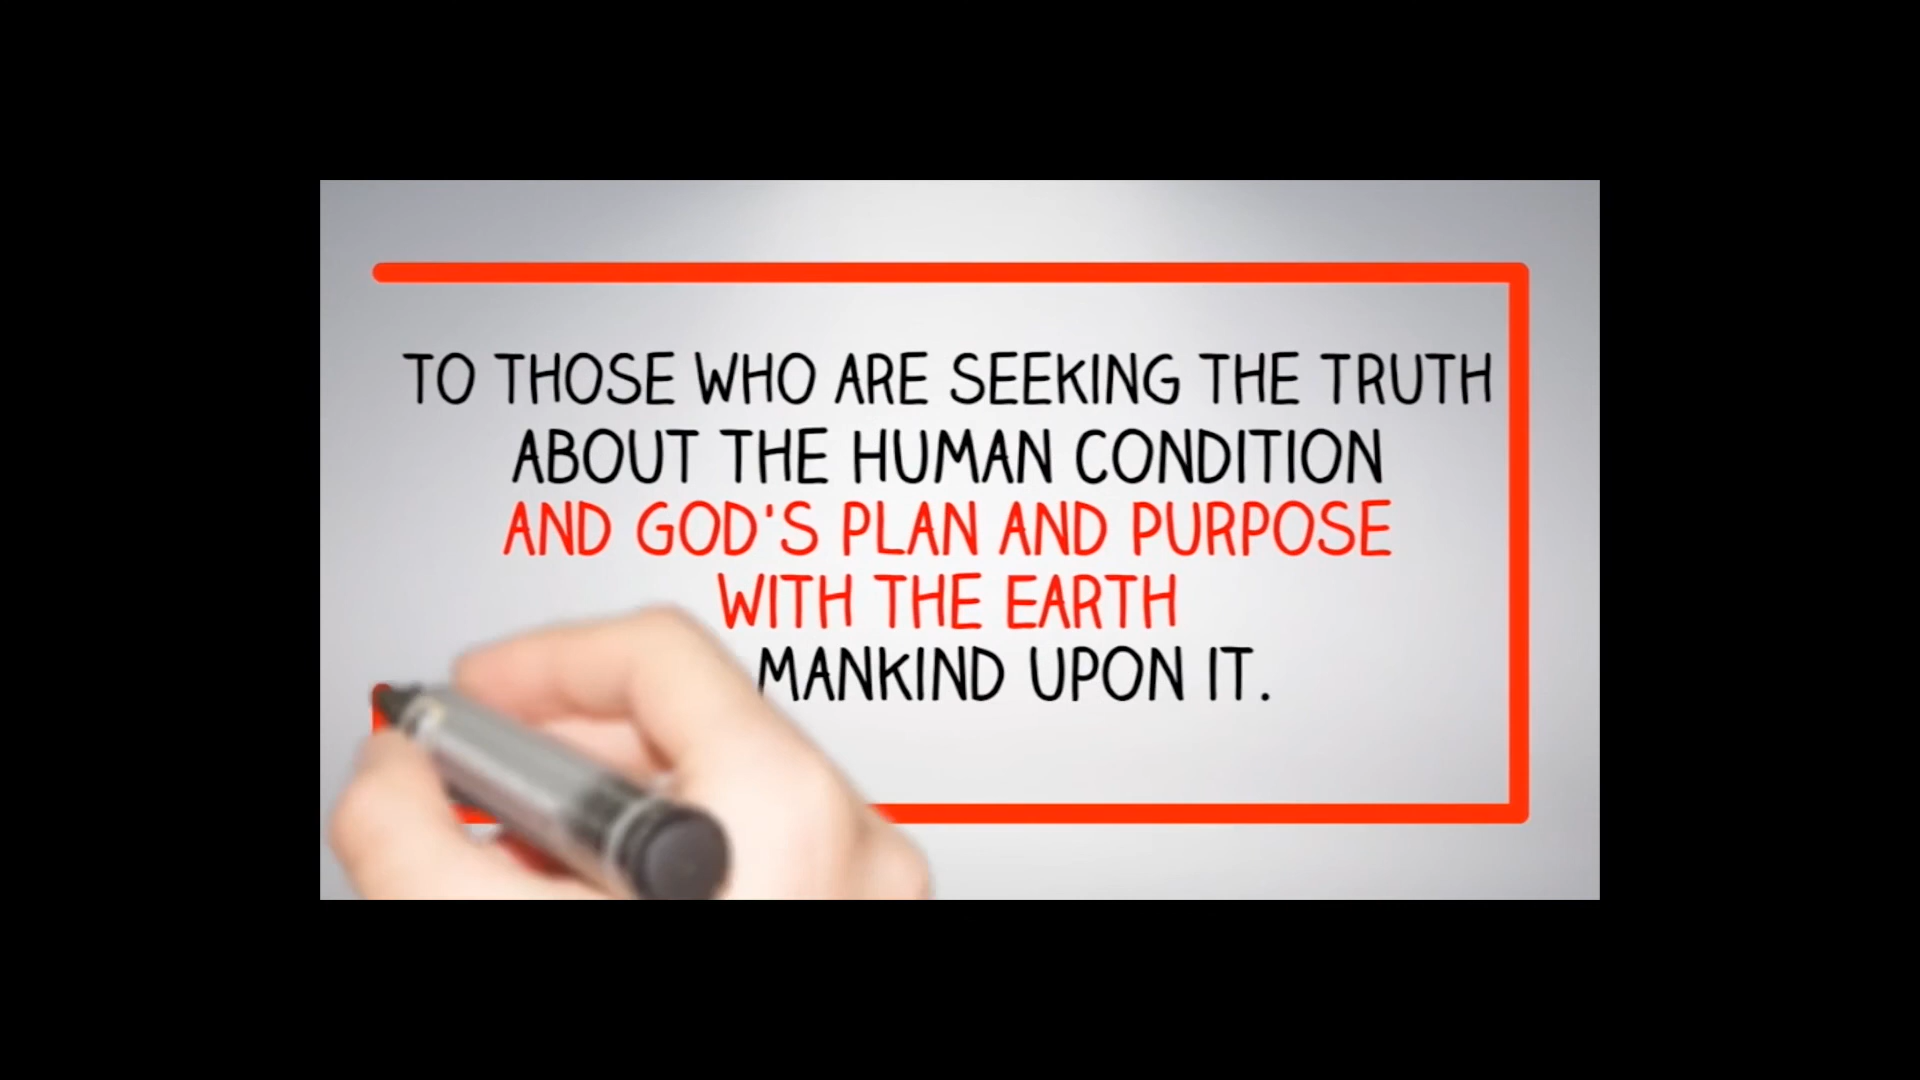 TO THOSE WHO ARE SEEKING THE TRUTH
ABOUT THE HUMAN CONDITION
AND GOD'S PLAN AND PURPOSE
WITH THE EARTH
MANKIND UPON IT.